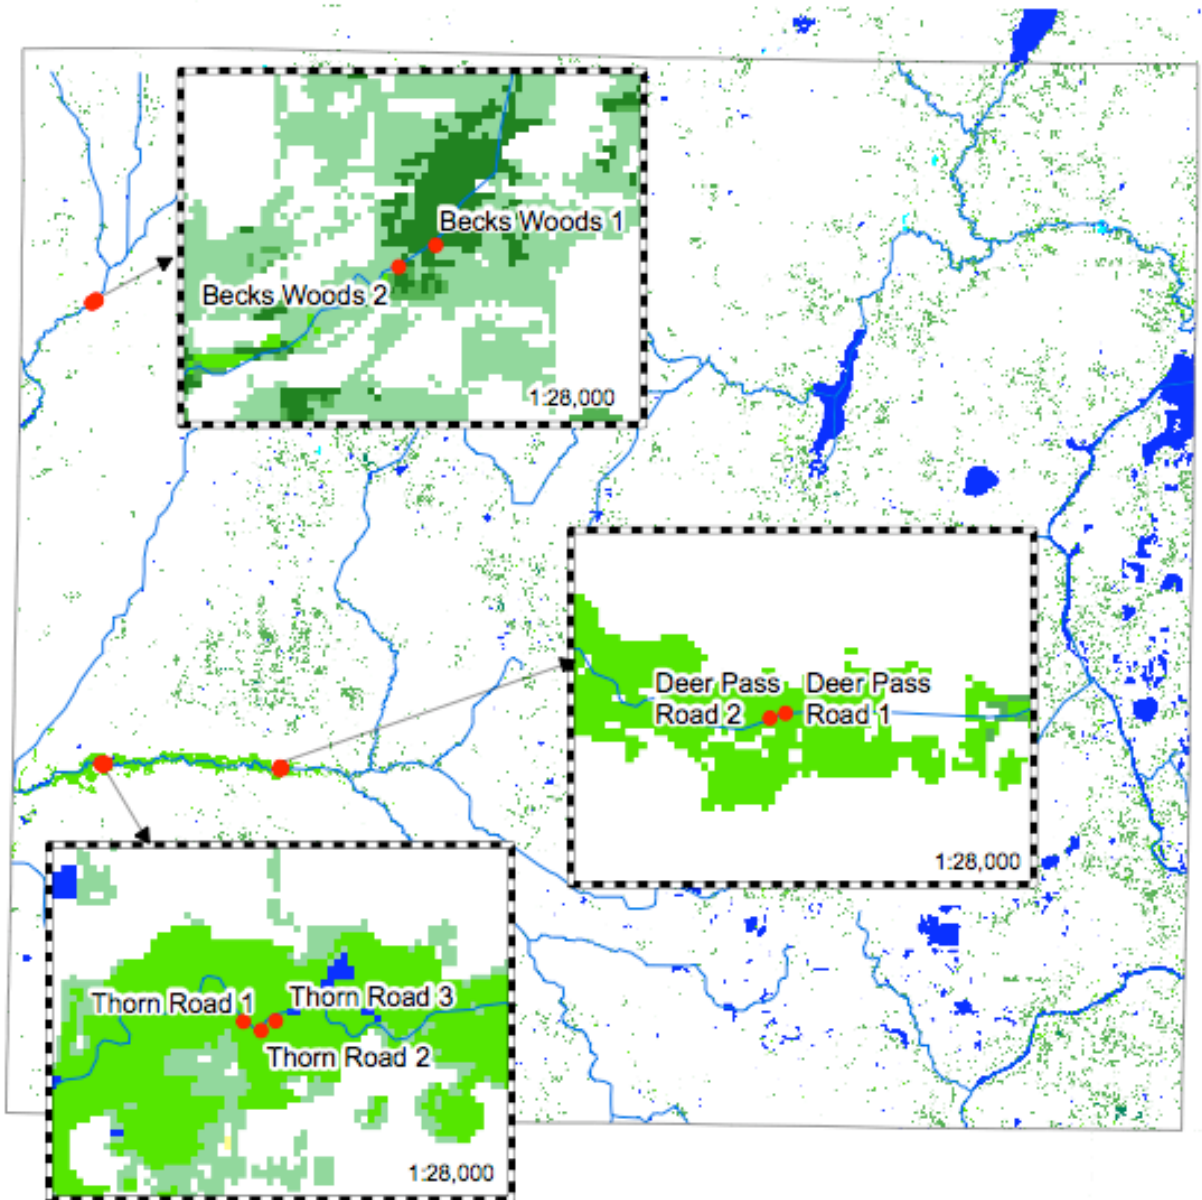 Becks Woods 1
Becks Woods 2
1:28,000
Deer Pass
Road 2
Deer Pass
Road 1
1:28,000
Thorn Road 1
Thorn Road 3
Thorn Road 2
1:28,000